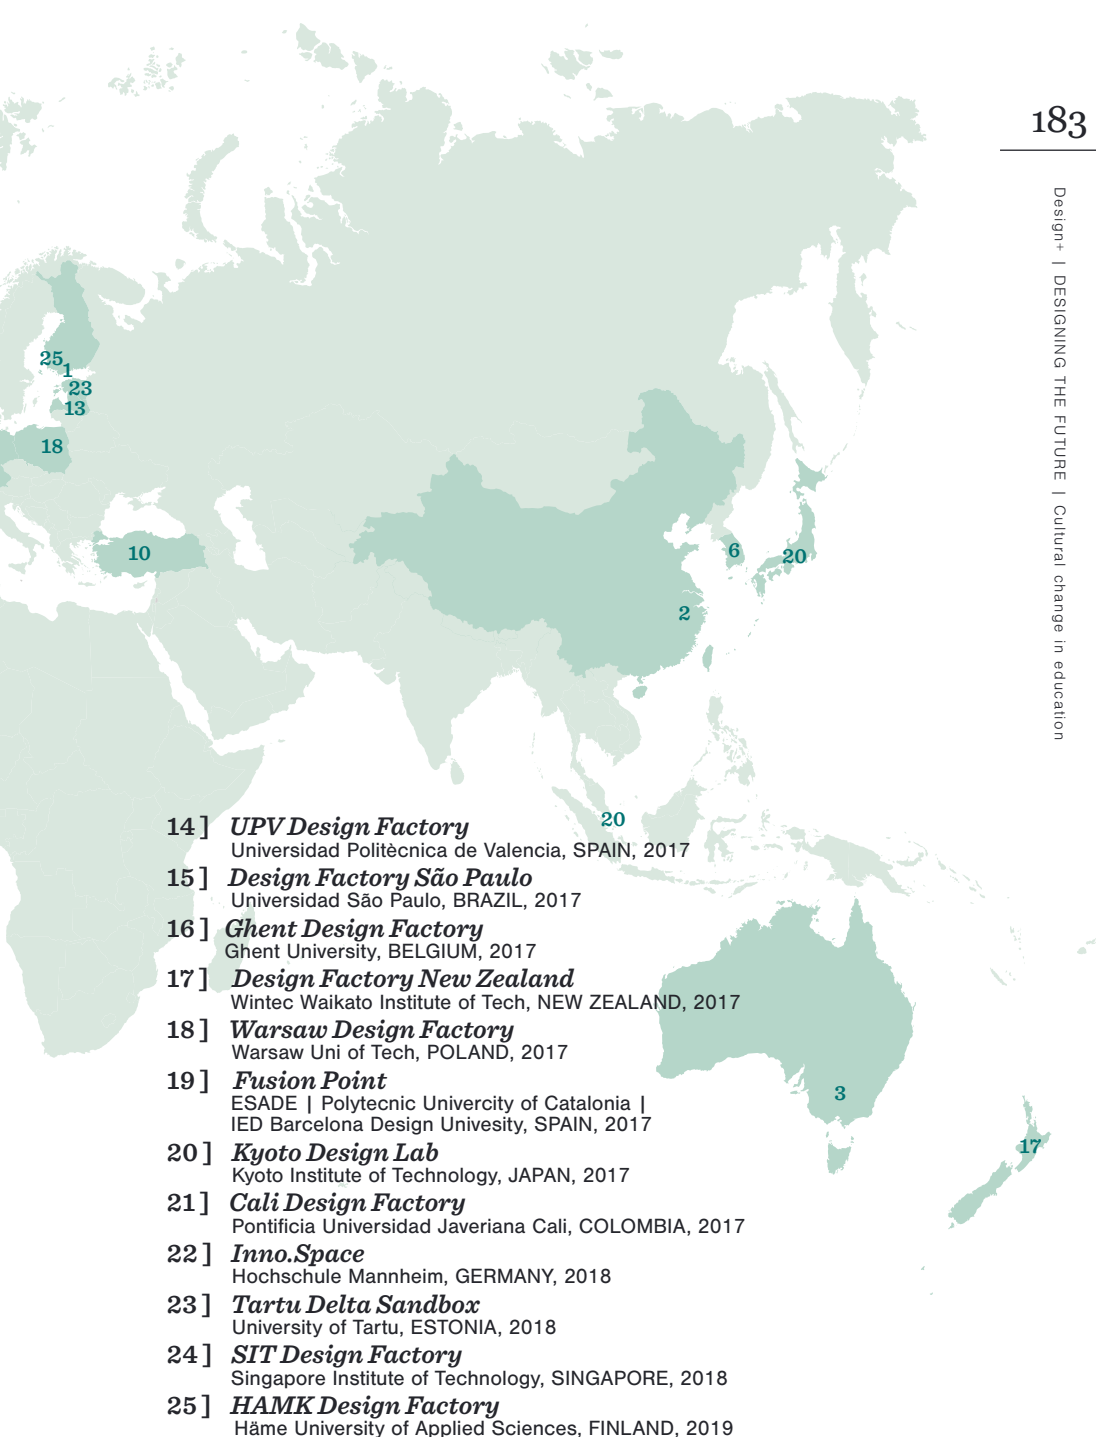 183
Design+ | DESIGNING THE FUTURE | Cultural change in education
25
1
23
13
18
10
6
20
2
20
3
17
14] UPV Design Factory
Universidad Politècnica de Valencia, SPAIN, 2017
15] Design Factory São Paulo
Universidad São Paulo, BRAZIL, 2017
16] Ghent Design Factory
Ghent University, BELGIUM, 2017
17] Design Factory New Zealand
Wintec Waikato Institute of Tech, NEW ZEALAND, 2017
18] Warsaw Design Factory
Warsaw Uni of Tech, POLAND, 2017
19] Fusion Point
ESADE | Polytecnic Univercity of Catalonia |
IED Barcelona Design Univesity, SPAIN, 2017
20] Kyoto Design Lab
Kyoto Institute of Technology, JAPAN, 2017
21] Cali Design Factory
Pontificia Universidad Javeriana Cali, COLOMBIA, 2017
22] Inno.Space
Hochschule Mannheim, GERMANY, 2018
23] Tartu Delta Sandbox
University of Tartu, ESTONIA, 2018
24] SIT Design Factory
Singapore Institute of Technology, SINGAPORE, 2018
25] HAMK Design Factory
Häme University of Applied Sciences, FINLAND, 2019